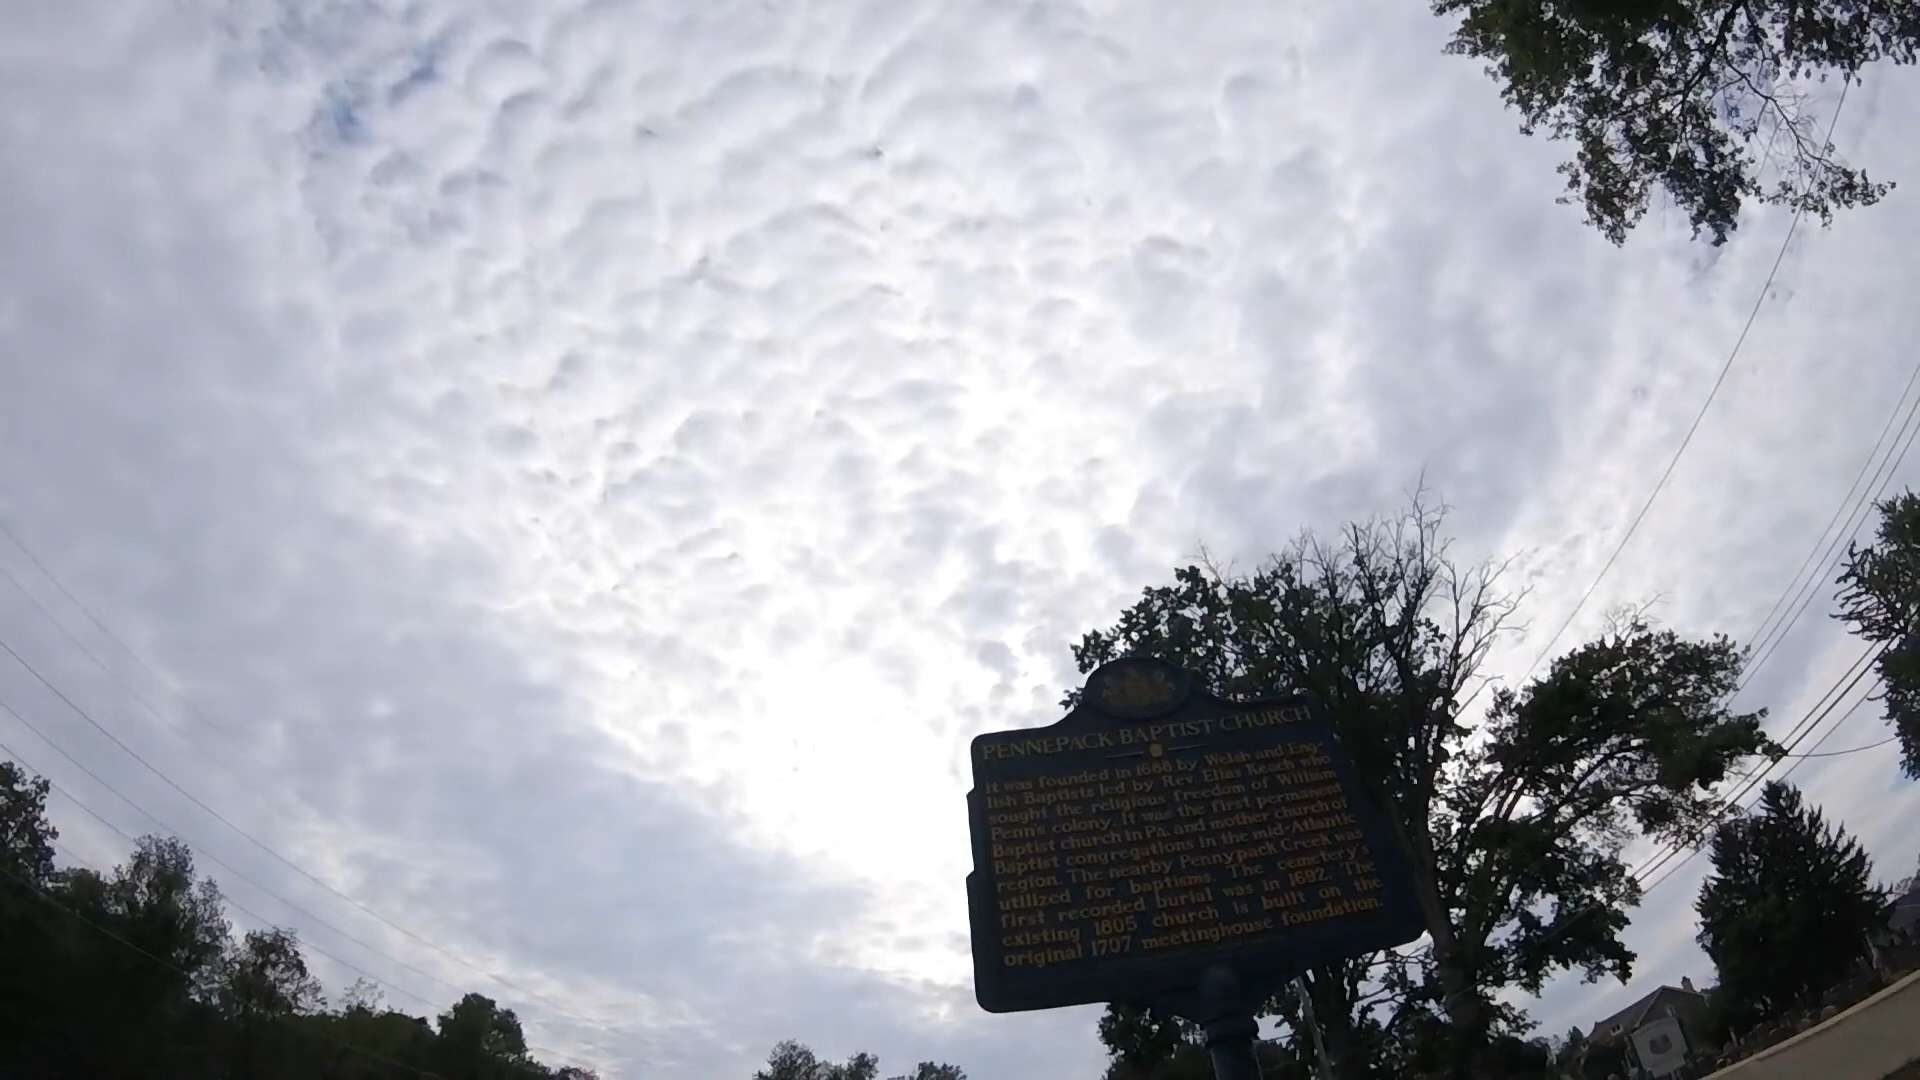 PENNEPACK BAPTIST CHURCH
It was founded in 1688 by Welsh and Eng-
lish Baptists led by Rev. Elias Keach who
sought the religious freedom of William
Penn's colony. It was the first permanent
Baptist church in Pa. and mother church of
Baptist congregations in the mid-Atlantic
region. The nearby Pennypack Creek was
utilized for baptisms. The cemetery's
first recorded burial was in 1692. The
existing 1805 church is built on the
original 1707 meetinghouse foundation.